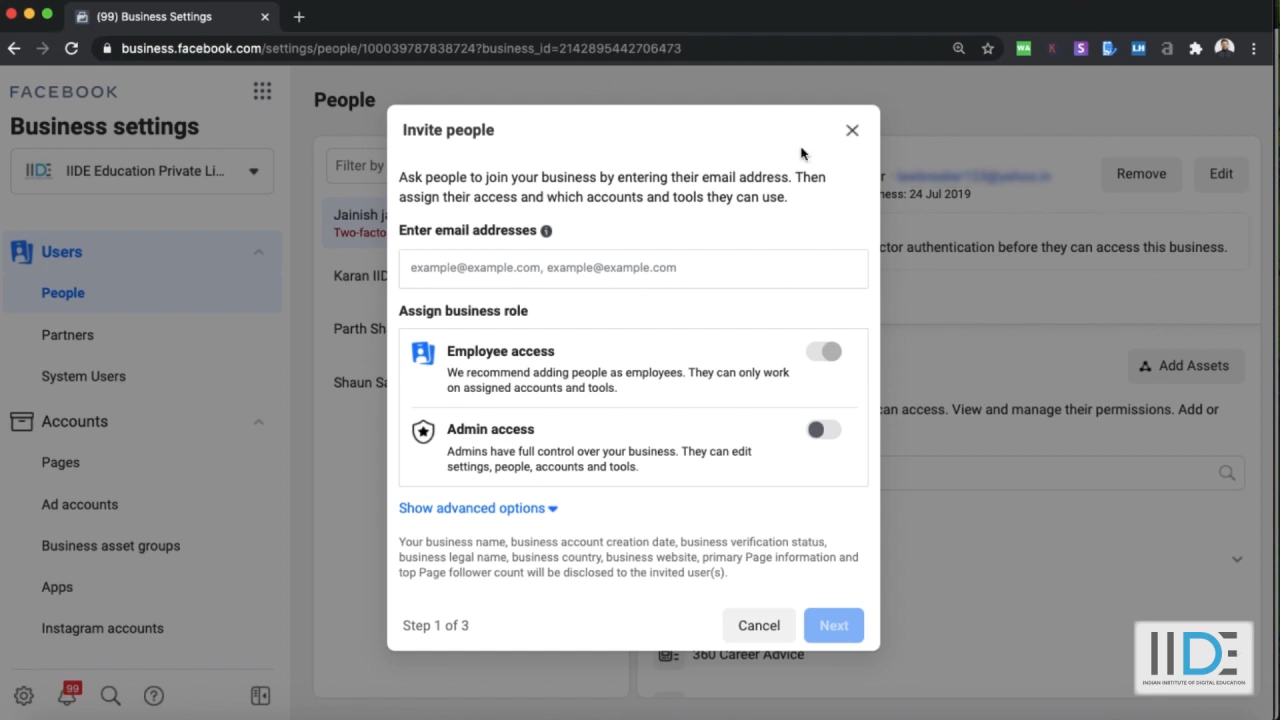 (99) Business Settings
business.facebook.com/settings/people/100039787838724?business_id=2142895442706473
WA
K
S
LH
a
FACEBOOK
Business settings
IIDE
IIDE Education Private Li...
Users
People
Partners
System Users
Accounts
Pages
Ad accounts
Business asset groups
Apps
Instagram accounts
99
People
Filter by
Jainish ja
Two-facto
Karan IID
Parth Sh
Shaun Sa
Remove
Edit
ness: 24 Jul 2019
ctor authentication before they can access this business.
Add Assets
can access. View and manage their permissions. Add or
360 Career Advice
Invite people
Ask people to join your business by entering their email address. Then
assign their access and which accounts and tools they can use.
Enter email addresses
example@example.com, example@example.com
Assign business role
Employee access
We recommend adding people as employees. They can only work
on assigned accounts and tools.
Admin access
Admins have full control over your business. They can edit
settings, people, accounts and tools.
Show advanced options
Your business name, business account creation date, business verification status,
business legal name, business country, business website, primary Page information and
top Page follower count will be disclosed to the invited user(s).
Step 1 of 3
Cancel
Next
IIDE
INDIAN INSTITUTE OF DIGITAL EDUCATION